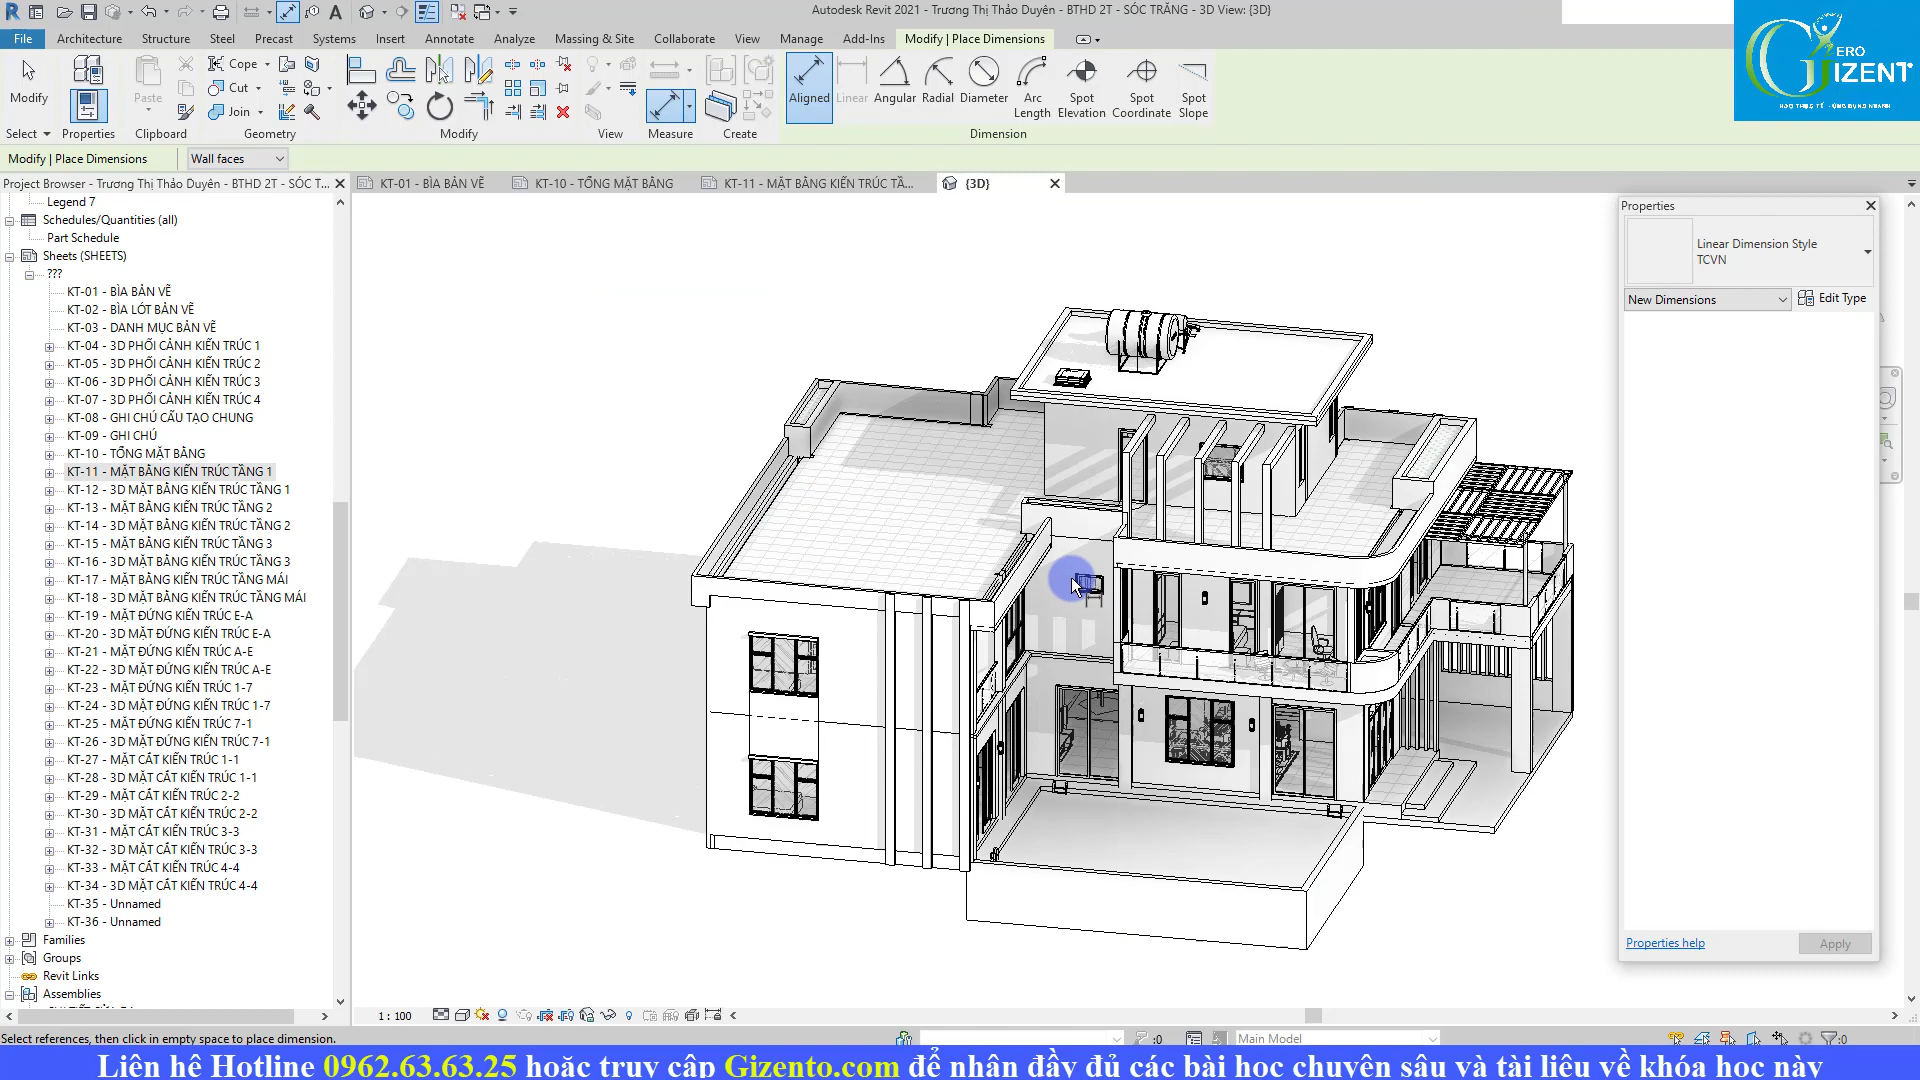 Autodesk Revit 2021 - Trương Thị Thảo Duyên - BTHD 2T - SÓC TRĂNG - 3D View: {3D}
File Architecture Structure Steel Precast Systems Insert Annotate Analyze Massing & Site Collaborate View Manage Add-Ins Modify | Place Dimensions
ERO
GIZENT
HỌC THỰC TẾ - ỨNG DỤNG NHANH
Modify Paste Cope Cut Join Aligned Linear Angular Radial Diameter Arc Length Spot Elevation Spot Coordinate Spot Slope
Select Properties Clipboard Geometry Modify View Measure Create Dimension
Modify | Place Dimensions Wall faces
Project Browser - Trương Thị Thảo Duyên - BTHD 2T - SÓC T...
KT-01 - BÌA BẢN VẼ KT-10 - TỔNG MẶT BẰNG KT-11 - MẶT BẰNG KIẾN TRÚC TẦ... {3D}
Legend 7
Schedules/Quantities (all)
Part Schedule
Sheets (SHEETS)
???
KT-01 - BÌA BẢN VẼ
KT-02 - BÌA LÓT BẢN VẼ
KT-03 - DANH MỤC BẢN VẼ
KT-04 - 3D PHỐI CẢNH KIẾN TRÚC 1
KT-05 - 3D PHỐI CẢNH KIẾN TRÚC 2
KT-06 - 3D PHỐI CẢNH KIẾN TRÚC 3
KT-07 - 3D PHỐI CẢNH KIẾN TRÚC 4
KT-08 - GHI CHÚ CẤU TẠO CHUNG
KT-09 - GHI CHÚ
KT-10 - TỔNG MẶT BẰNG
KT-11 - MẶT BẰNG KIẾN TRÚC TẦNG 1
KT-12 - 3D MẶT BẰNG KIẾN TRÚC TẦNG 1
KT-13 - MẶT BẰNG KIẾN TRÚC TẦNG 2
KT-14 - 3D MẶT BẰNG KIẾN TRÚC TẦNG 2
KT-15 - MẶT BẰNG KIẾN TRÚC TẦNG 3
KT-16 - 3D MẶT BẰNG KIẾN TRÚC TẦNG 3
KT-17 - MẶT BẰNG KIẾN TRÚC TẦNG MÁI
KT-18 - 3D MẶT BẰNG KIẾN TRÚC TẦNG MÁI
KT-19 - MẶT ĐỨNG KIẾN TRÚC E-A
KT-20 - 3D MẶT ĐỨNG KIẾN TRÚC E-A
KT-21 - MẶT ĐỨNG KIẾN TRÚC A-E
KT-22 - 3D MẶT ĐỨNG KIẾN TRÚC A-E
KT-23 - MẶT ĐỨNG KIẾN TRÚC 1-7
KT-24 - 3D MẶT ĐỨNG KIẾN TRÚC 1-7
KT-25 - MẶT ĐỨNG KIẾN TRÚC 7-1
KT-26 - 3D MẶT ĐỨNG KIẾN TRÚC 7-1
KT-27 - MẶT CẮT KIẾN TRÚC 1-1
KT-28 - 3D MẶT CẮT KIẾN TRÚC 1-1
KT-29 - MẶT CẮT KIẾN TRÚC 2-2
KT-30 - 3D MẶT CẮT KIẾN TRÚC 2-2
KT-31 - MẶT CẮT KIẾN TRÚC 3-3
KT-32 - 3D MẶT CẮT KIẾN TRÚC 3-3
KT-33 - MẶT CẮT KIẾN TRÚC 4-4
KT-34 - 3D MẶT CẮT KIẾN TRÚC 4-4
KT-35 - Unnamed
KT-36 - Unnamed
Families
Groups
Revit Links
Assemblies
Properties
Linear Dimension Style
TCVN
New Dimensions Edit Type
Properties help Apply
1 : 100
Select references, then click in empty space to place dimension. :0 Main Model :0
Liên hệ Hotline 0962.63.63.25 hoặc truy cập Gizento.com để nhận đầy đủ các bài học chuyên sâu và tài liệu về khóa học này